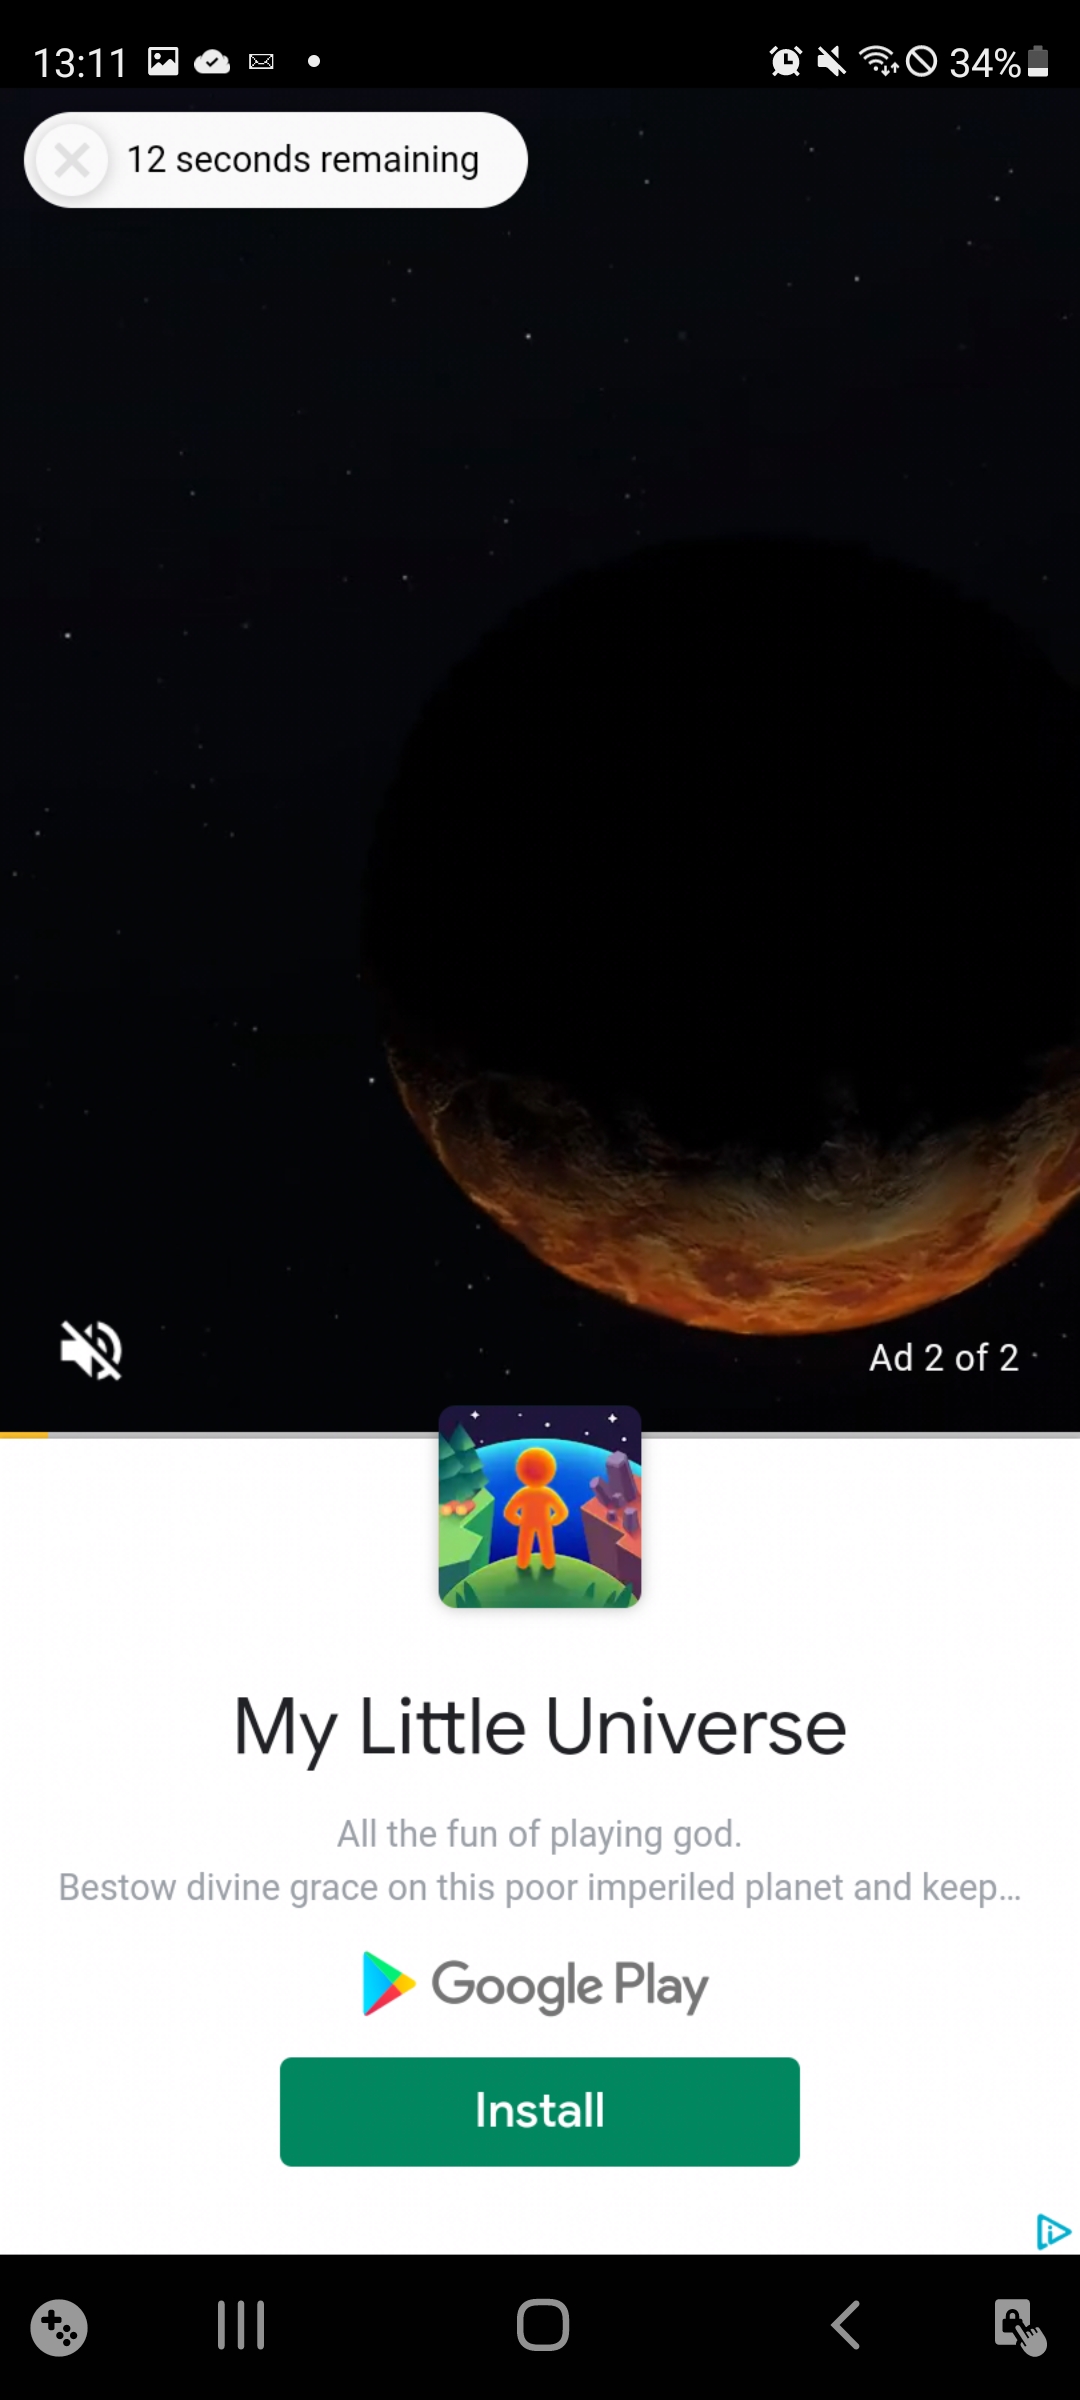 13:11
34%
12 seconds remaining
Ad 2 of 2
My Little Universe
All the fun of playing god.
Bestow divine grace on this poor imperiled planet and keep...
Google Play
Install